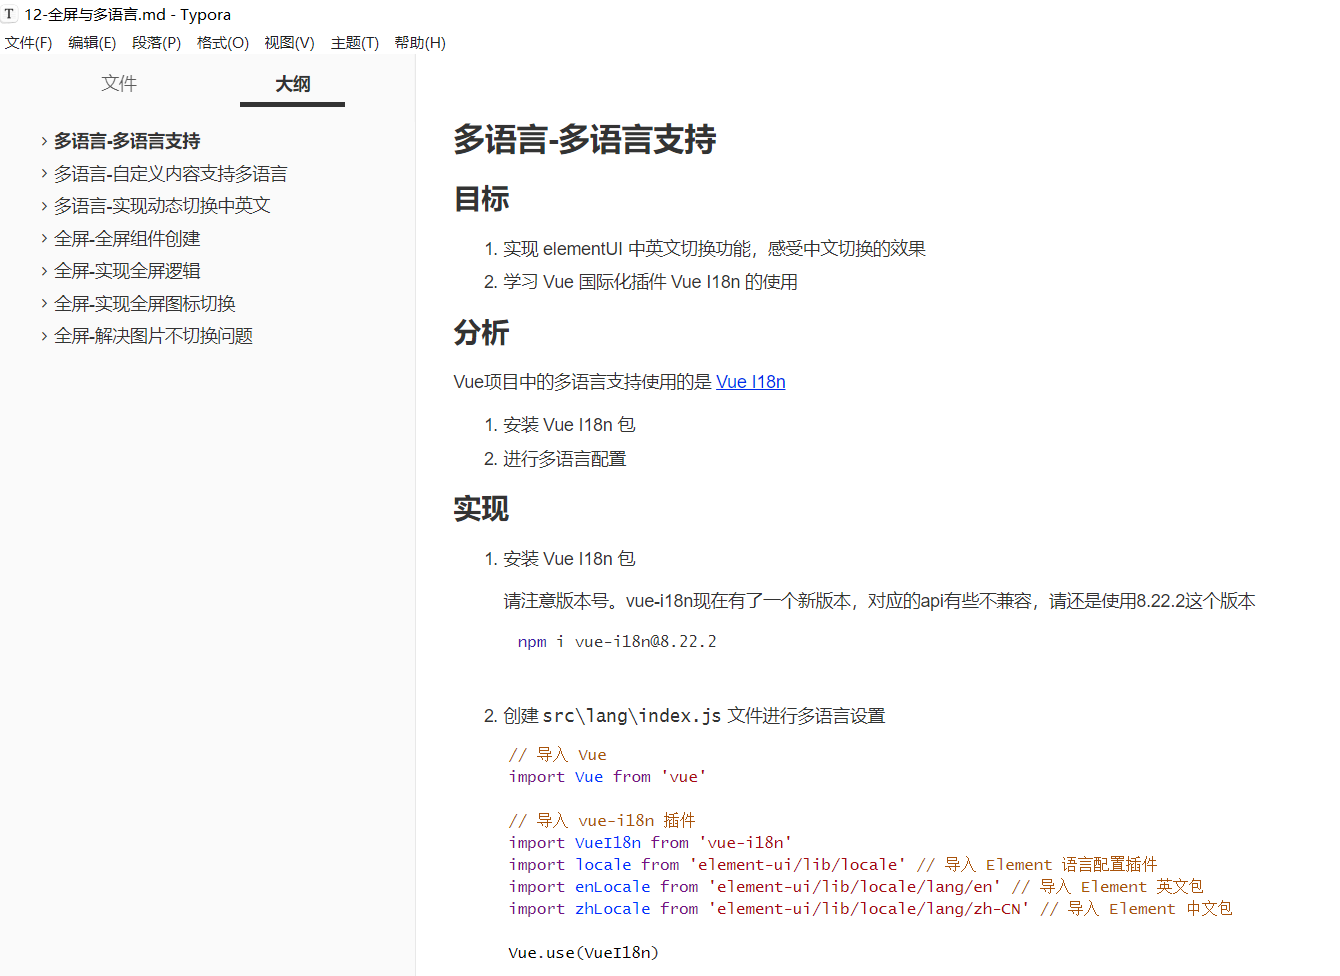 T 12-全屏与多语言.md - Typora
文件(F) 编辑(E) 段落(P) 格式(O) 视图(V) 主题(T) 帮助(H)
文件 大纲
多语言-多语言支持
多语言-自定义内容支持多语言
多语言-实现动态切换中英文
全屏-全屏组件创建
全屏-实现全屏逻辑
全屏-实现全屏图标切换
全屏-解决图片不切换问题
多语言-多语言支持
目标
1. 实现 elementUI 中英文切换功能，感受中文切换的效果
2. 学习 Vue 国际化插件 Vue I18n 的使用
分析
Vue项目中的多语言支持使用的是 Vue I18n
1. 安装 Vue I18n 包
2. 进行多语言配置
实现
1. 安装 Vue I18n 包
请注意版本号。vue-i18n现在有了一个新版本，对应的api有些不兼容，请还是使用8.22.2这个版本
npm i vue-i18n@8.22.2
2. 创建 src\lang\index.js 文件进行多语言设置
// 导入 Vue
import Vue from 'vue'
// 导入 vue-i18n 插件
import VueI18n from 'vue-i18n'
import locale from 'element-ui/lib/locale' // 导入 Element 语言配置插件
import enLocale from 'element-ui/lib/locale/lang/en' // 导入 Element 英文包
import zhLocale from 'element-ui/lib/locale/lang/zh-CN' // 导入 Element 中文包
Vue.use(VueI18n)